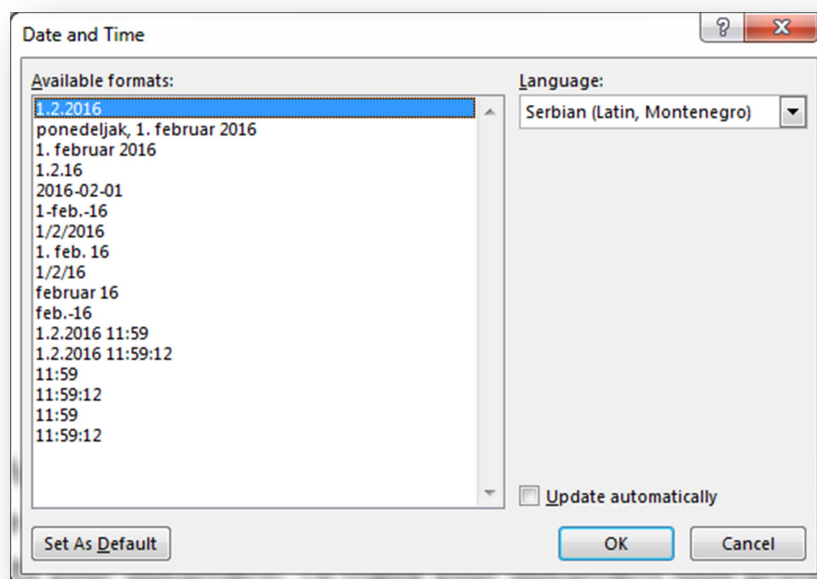 Date and Time
Available formats:
1.2.2016
ponedeljak, 1. februar 2016
1. februar 2016
1.2.16
2016-02-01
1-feb.-16
1/2/2016
1. feb. 16
1/2/16
februar 16
feb.-16
1.2.2016 11:59
1.2.2016 11:59:12
11:59
11:59:12
11:59
11:59:12
Language:
Serbian (Latin, Montenegro)
Update automatically
Set As Default
OK
Cancel